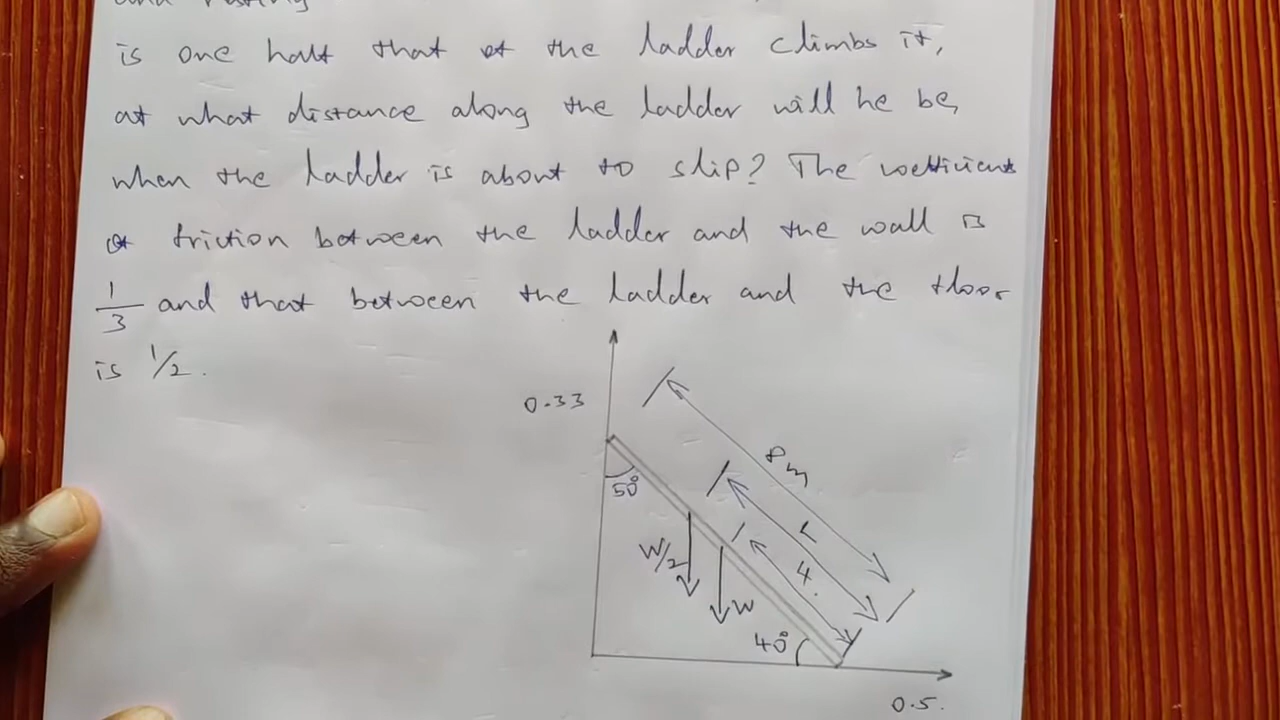 is one half that of the ladder climbs it,
at what distance along the ladder will he be,
when the ladder is about to slip? The coefficient
of friction between the ladder and the wall is
1/3 and that between the ladder and the floor
is 1/2.
0.33
8m
50°
L
W/2
4
W
40°
0.5.